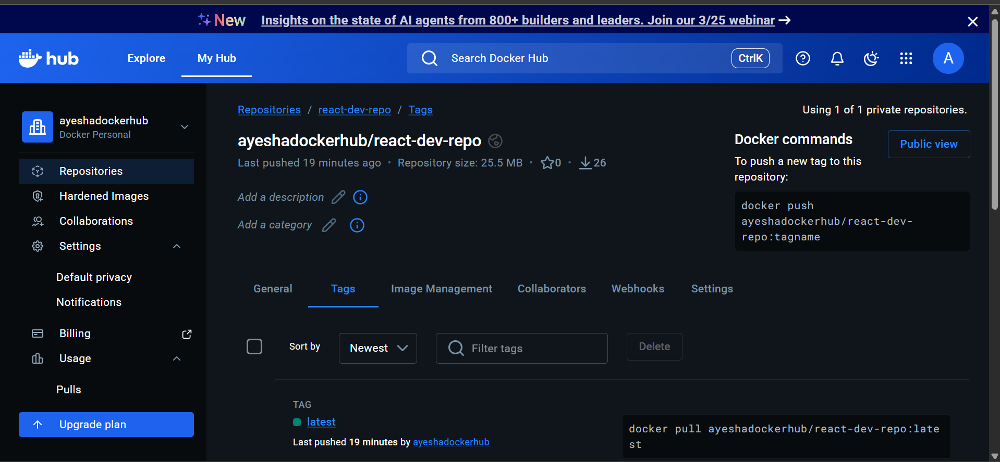 New Insights on the state of AI agents from 800+ builders and leaders. Join our 3/25 webinar →
hub
Explore
My Hub
Search Docker Hub
CtrlK
A
ayeshadockerhub
Docker Personal
Repositories
Hardened Images
Collaborations
Settings
Default privacy
Notifications
Billing
Usage
Pulls
Upgrade plan
Repositories / react-dev-repo / Tags
Using 1 of 1 private repositories.
ayeshadockerhub/react-dev-repo
Last pushed 19 minutes ago • Repository size: 25.5 MB • 0 • 26
Add a description
Add a category
Docker commands
Public view
To push a new tag to this
repository:
docker push
ayeshadockerhub/react-dev-
repo:tagname
General
Tags
Image Management
Collaborators
Webhooks
Settings
Sort by
Newest
Filter tags
Delete
TAG
latest
Last pushed 19 minutes by ayeshadockerhub
docker pull ayeshadockerhub/react-dev-repo:late
st